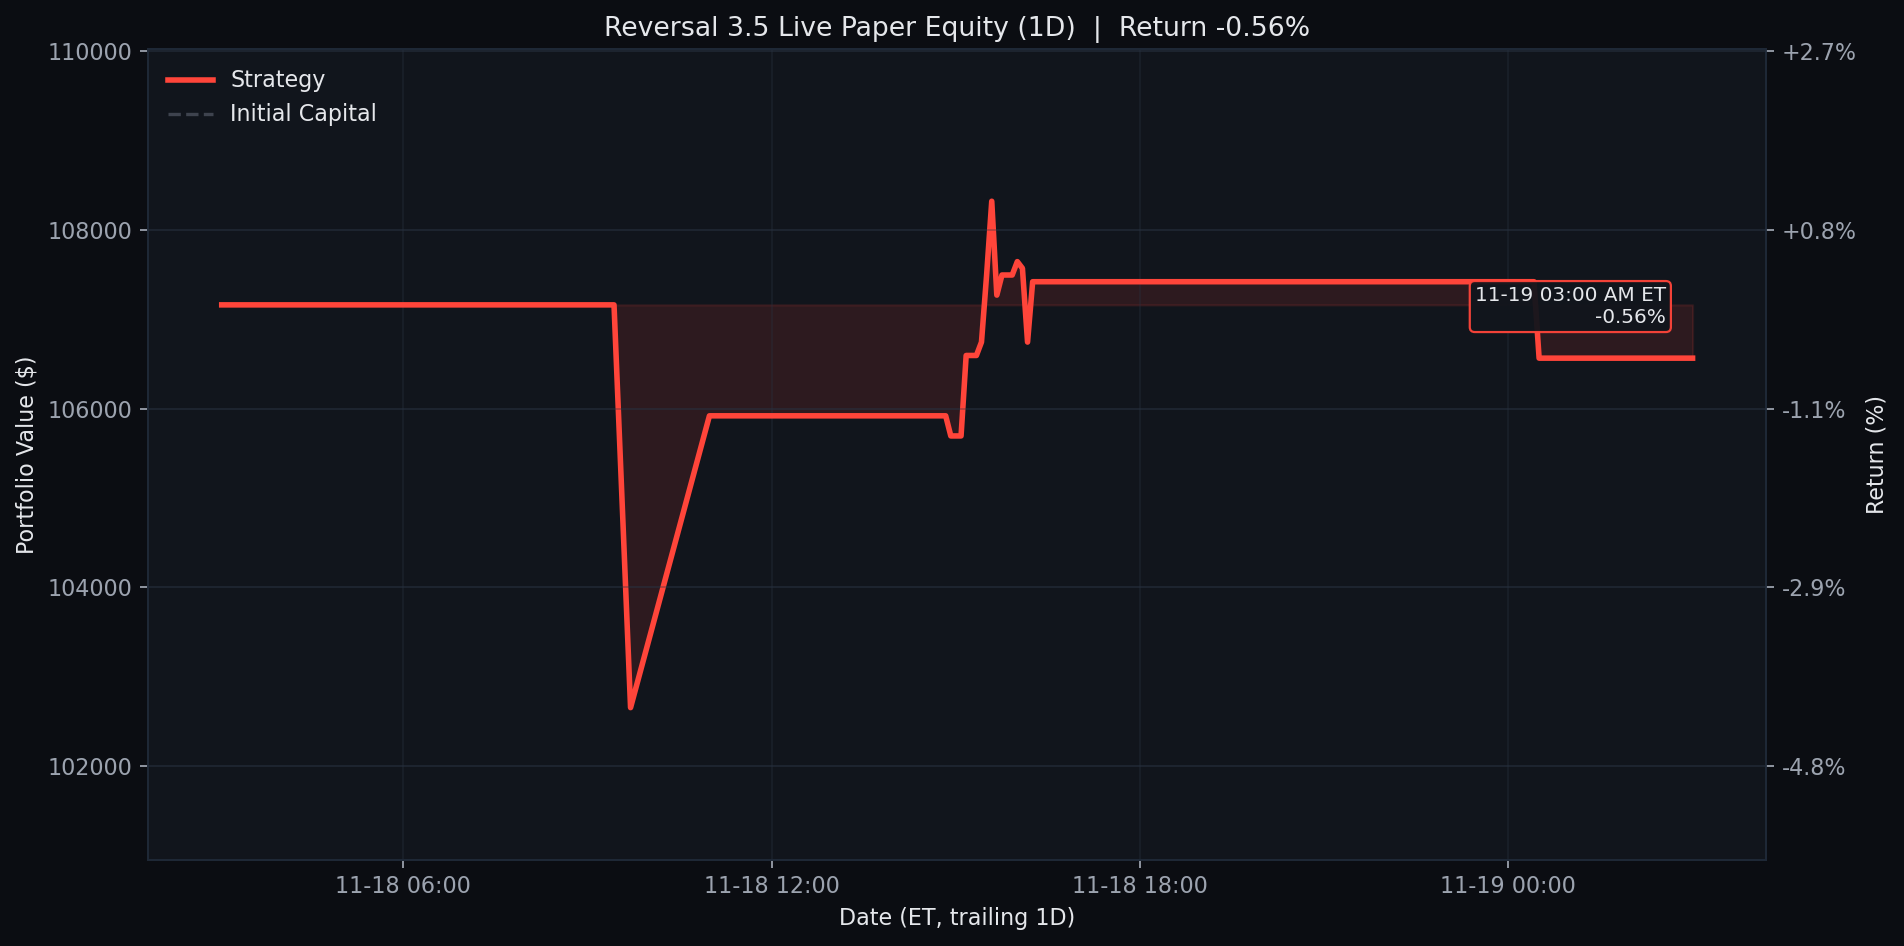 Reversal 3.5 Live Paper Equity (1D) | Return -0.56%
Strategy
Initial Capital
110000
108000
106000
104000
102000
Portfolio Value ($)
+2.7%
+0.8%
-1.1%
-2.9%
-4.8%
Return (%)
11-19 03:00 AM ET
-0.56%
11-18 06:00
11-18 12:00
11-18 18:00
11-19 00:00
Date (ET, trailing 1D)